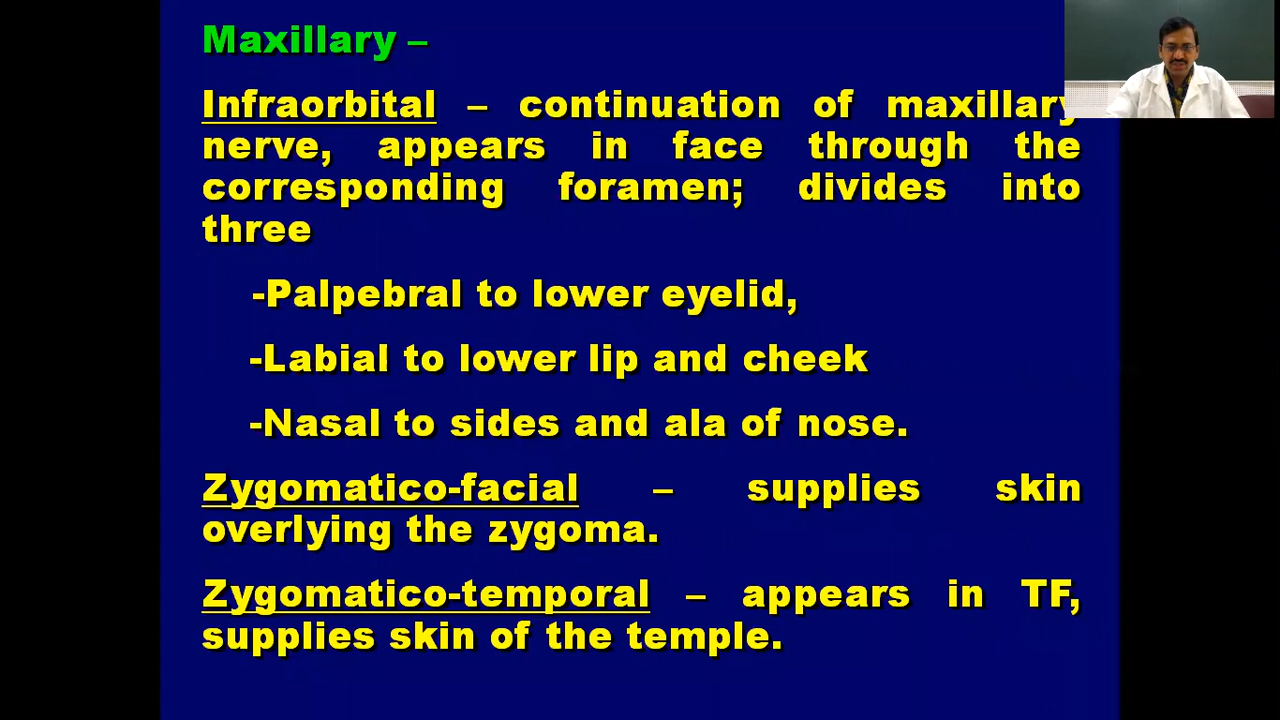 Maxillary –
Infraorbital – continuation of maxillary
nerve, appears in face through the
corresponding foramen; divides into
three
-Palpebral to lower eyelid,
-Labial to lower lip and cheek
-Nasal to sides and ala of nose.
Zygomatico-facial – supplies skin
overlying the zygoma.
Zygomatico-temporal – appears in TF,
supplies skin of the temple.